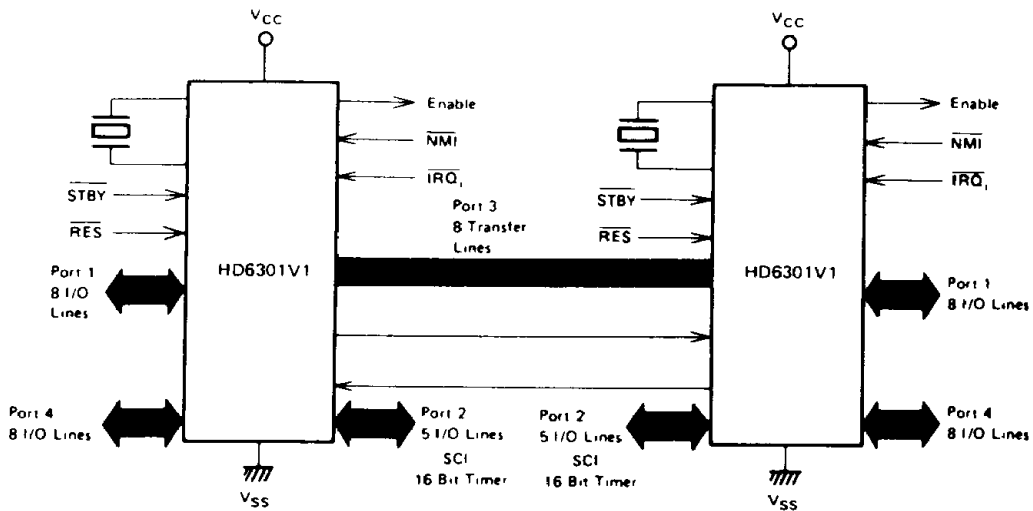 VCC
Enable
NMI
IRQ1
STBY
RES
Port 1
8 I/O
Lines
HD6301V1
Port 4
8 I/O Lines
Port 2
5 I/O Lines
SCI
16 Bit Timer
VSS
Port 3
8 Transfer
Lines
VCC
Enable
NMI
IRQ1
STBY
RES
HD6301V1
Port 1
8 I/O Lines
Port 2
5 I/O Lines
SCI
16 Bit Timer
Port 4
8 I/O Lines
VSS